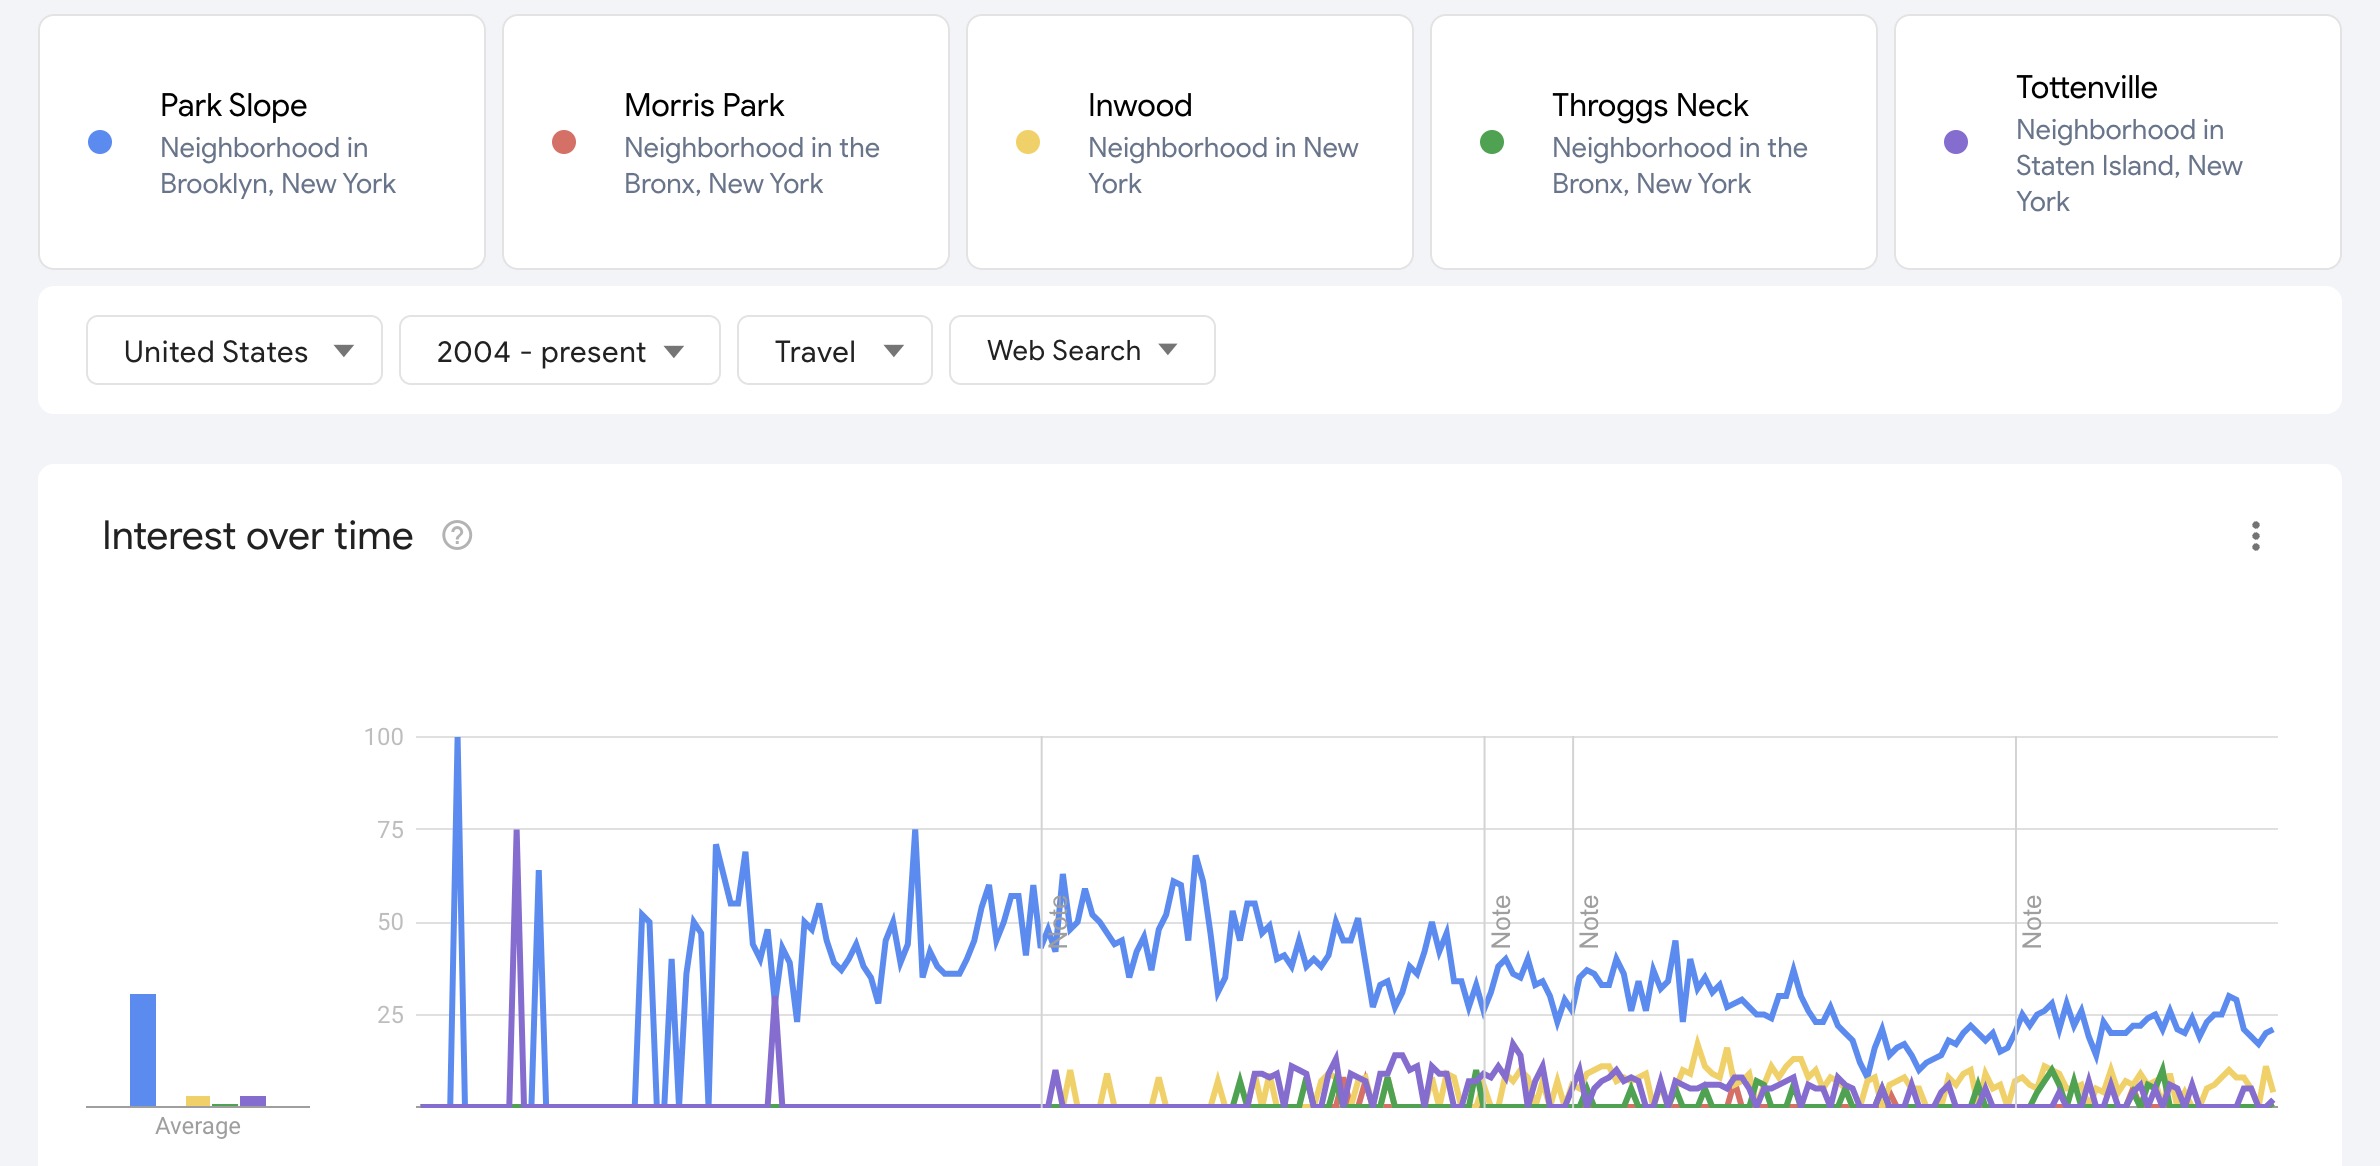 Park Slope
Neighborhood in
Brooklyn, New York
Morris Park
Neighborhood in the
Bronx, New York
Inwood
Neighborhood in New
York
Throggs Neck
Neighborhood in the
Bronx, New York
Tottenville
Neighborhood in
Staten Island, New
York
United States
2004 - present
Travel
Web Search
Interest over time
?
100
75
50
25
Note
Note
Note
Note
Average